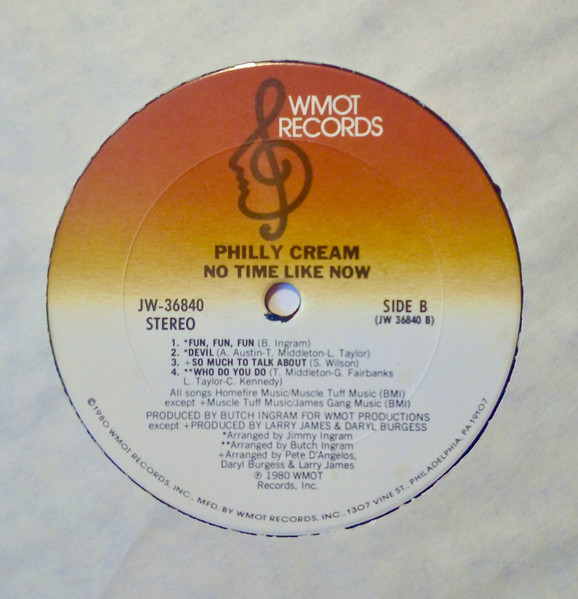 WMOT
RECORDS
PHILLY CREAM
NO TIME LIKE NOW
JW-36840
STEREO
SIDE B
(JW 36840 B)
1. *FUN, FUN, FUN (B. Ingram)
2. *DEVIL (A. Austin-T. Middleton-L. Taylor)
3. +SO MUCH TO TALK ABOUT (S. Wilson)
4. **WHO DO YOU DO (T. Middleton-G. Fairbanks
L. Taylor-C. Kennedy)
All songs Homefire Music/Muscle Tuff Music (BMI)
except +Muscle Tuff Music/James Gang Music (BMI)
PRODUCED BY BUTCH INGRAM FOR WMOT PRODUCTIONS
except +PRODUCED BY LARRY JAMES & DARYL BURGESS
*Arranged by Jimmy Ingram
**Arranged by Butch Ingram
+Arranged by Pete D'Angelos,
Daryl Burgess & Larry James
℗ 1980 WMOT
Records, Inc.
©1980 WMOT RECORDS, INC., MFD. BY WMOT RECORDS, INC., 1307 VINE ST., PHILADELPHIA, PA 19107